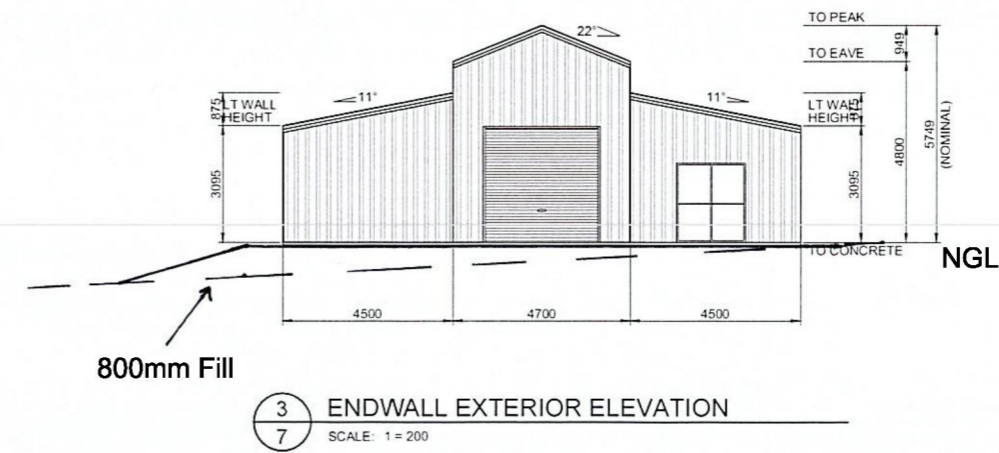 TO PEAK
22°
949
TO EAVE
11°
11°
875
LT WALL
HEIGHT
LT WALL
HEIGHT
875
4800
5749
(NOMINAL)
3095
3095
TO CONCRETE
NGL
4500
4700
4500
800mm Fill
3
7
ENDWALL EXTERIOR ELEVATION
SCALE: 1 = 200